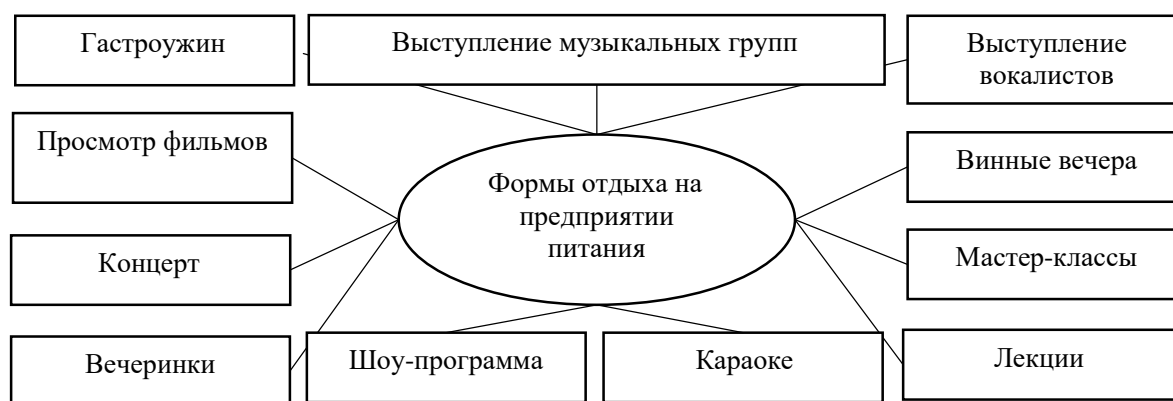 Гастроужин
Выступление музыкальных групп
Выступление
вокалистов
Просмотр фильмов
Винные вечера
Формы отдыха на
предприятии
питания
Концерт
Мастер-классы
Вечеринки
Шоу-программа
Караоке
Лекции